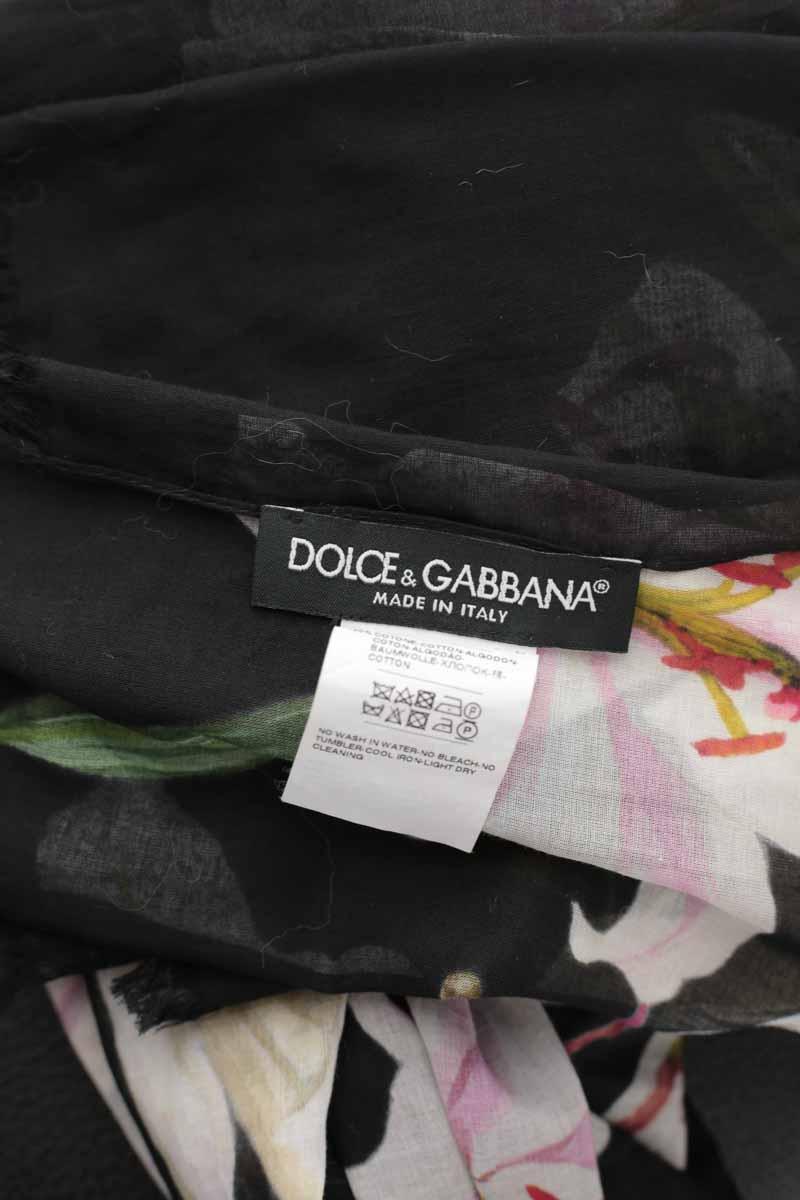 DOLCE & GABBANA®
MADE IN ITALY
COTONE-COTTON-ALGODON
COTON-ALGODÃO-
BAUMWOLLE-ХЛОПОК-棉-
COTTON
NO WASH IN WATER-NO BLEACH-NO
TUMBLER-COOL IRON-LIGHT DRY
CLEANING